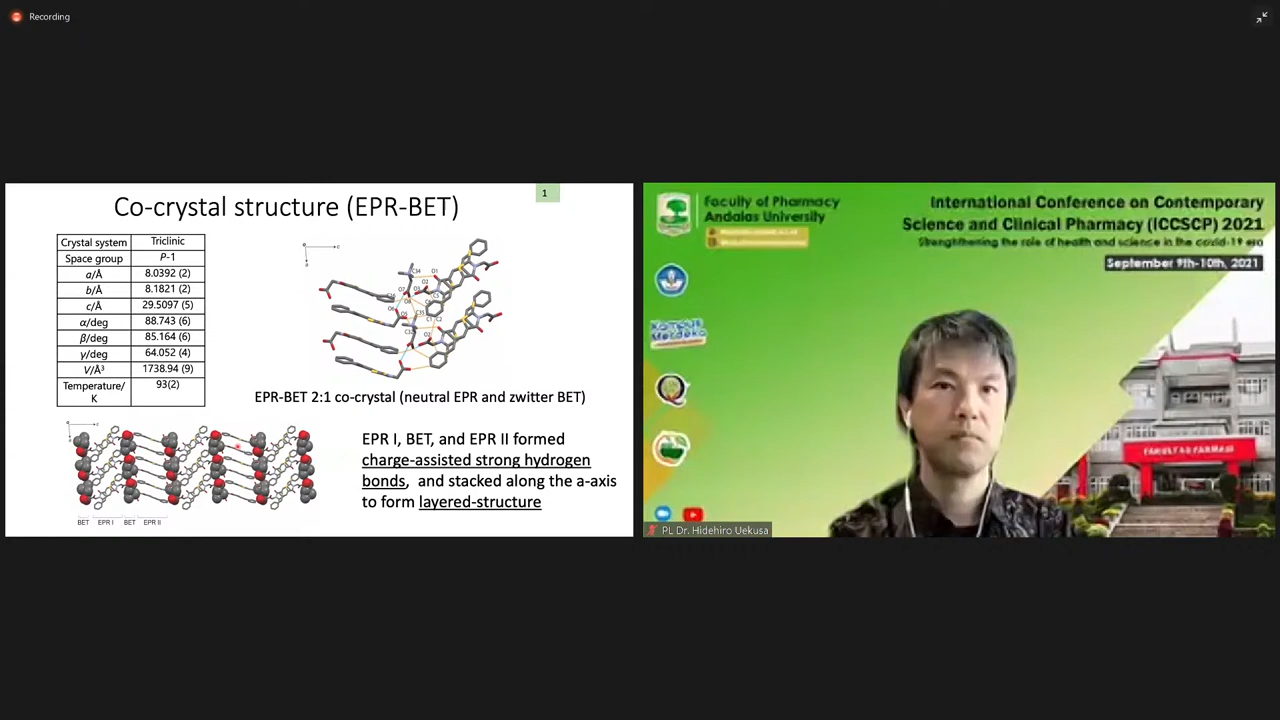 Recording
Co-crystal structure (EPR-BET)
1
Crystal system Triclinic
Space group P-1
a/Å 8.0392 (2)
b/Å 8.1821 (2)
c/Å 29.5097 (5)
α/deg 88.743 (6)
β/deg 85.164 (6)
γ/deg 64.052 (4)
V/Å³ 1738.94 (9)
Temperature/
K
93(2)
EPR-BET 2:1 co-crystal (neutral EPR and zwitter BET)
EPR I, BET, and EPR II formed
charge-assisted strong hydrogen
bonds, and stacked along the a-axis
to form layered-structure
BET EPR I BET EPR II
Faculty of Pharmacy
Andalas University
International Conference on Contemporary
Science and Clinical Pharmacy (ICCSCP) 2021
Strengthening the role of health and science in the covid-19 era
September 9th-10th, 2021
Kampus
Merdeka
FAKULTAS FARMASI
PL Dr. Hidehiro Uekusa